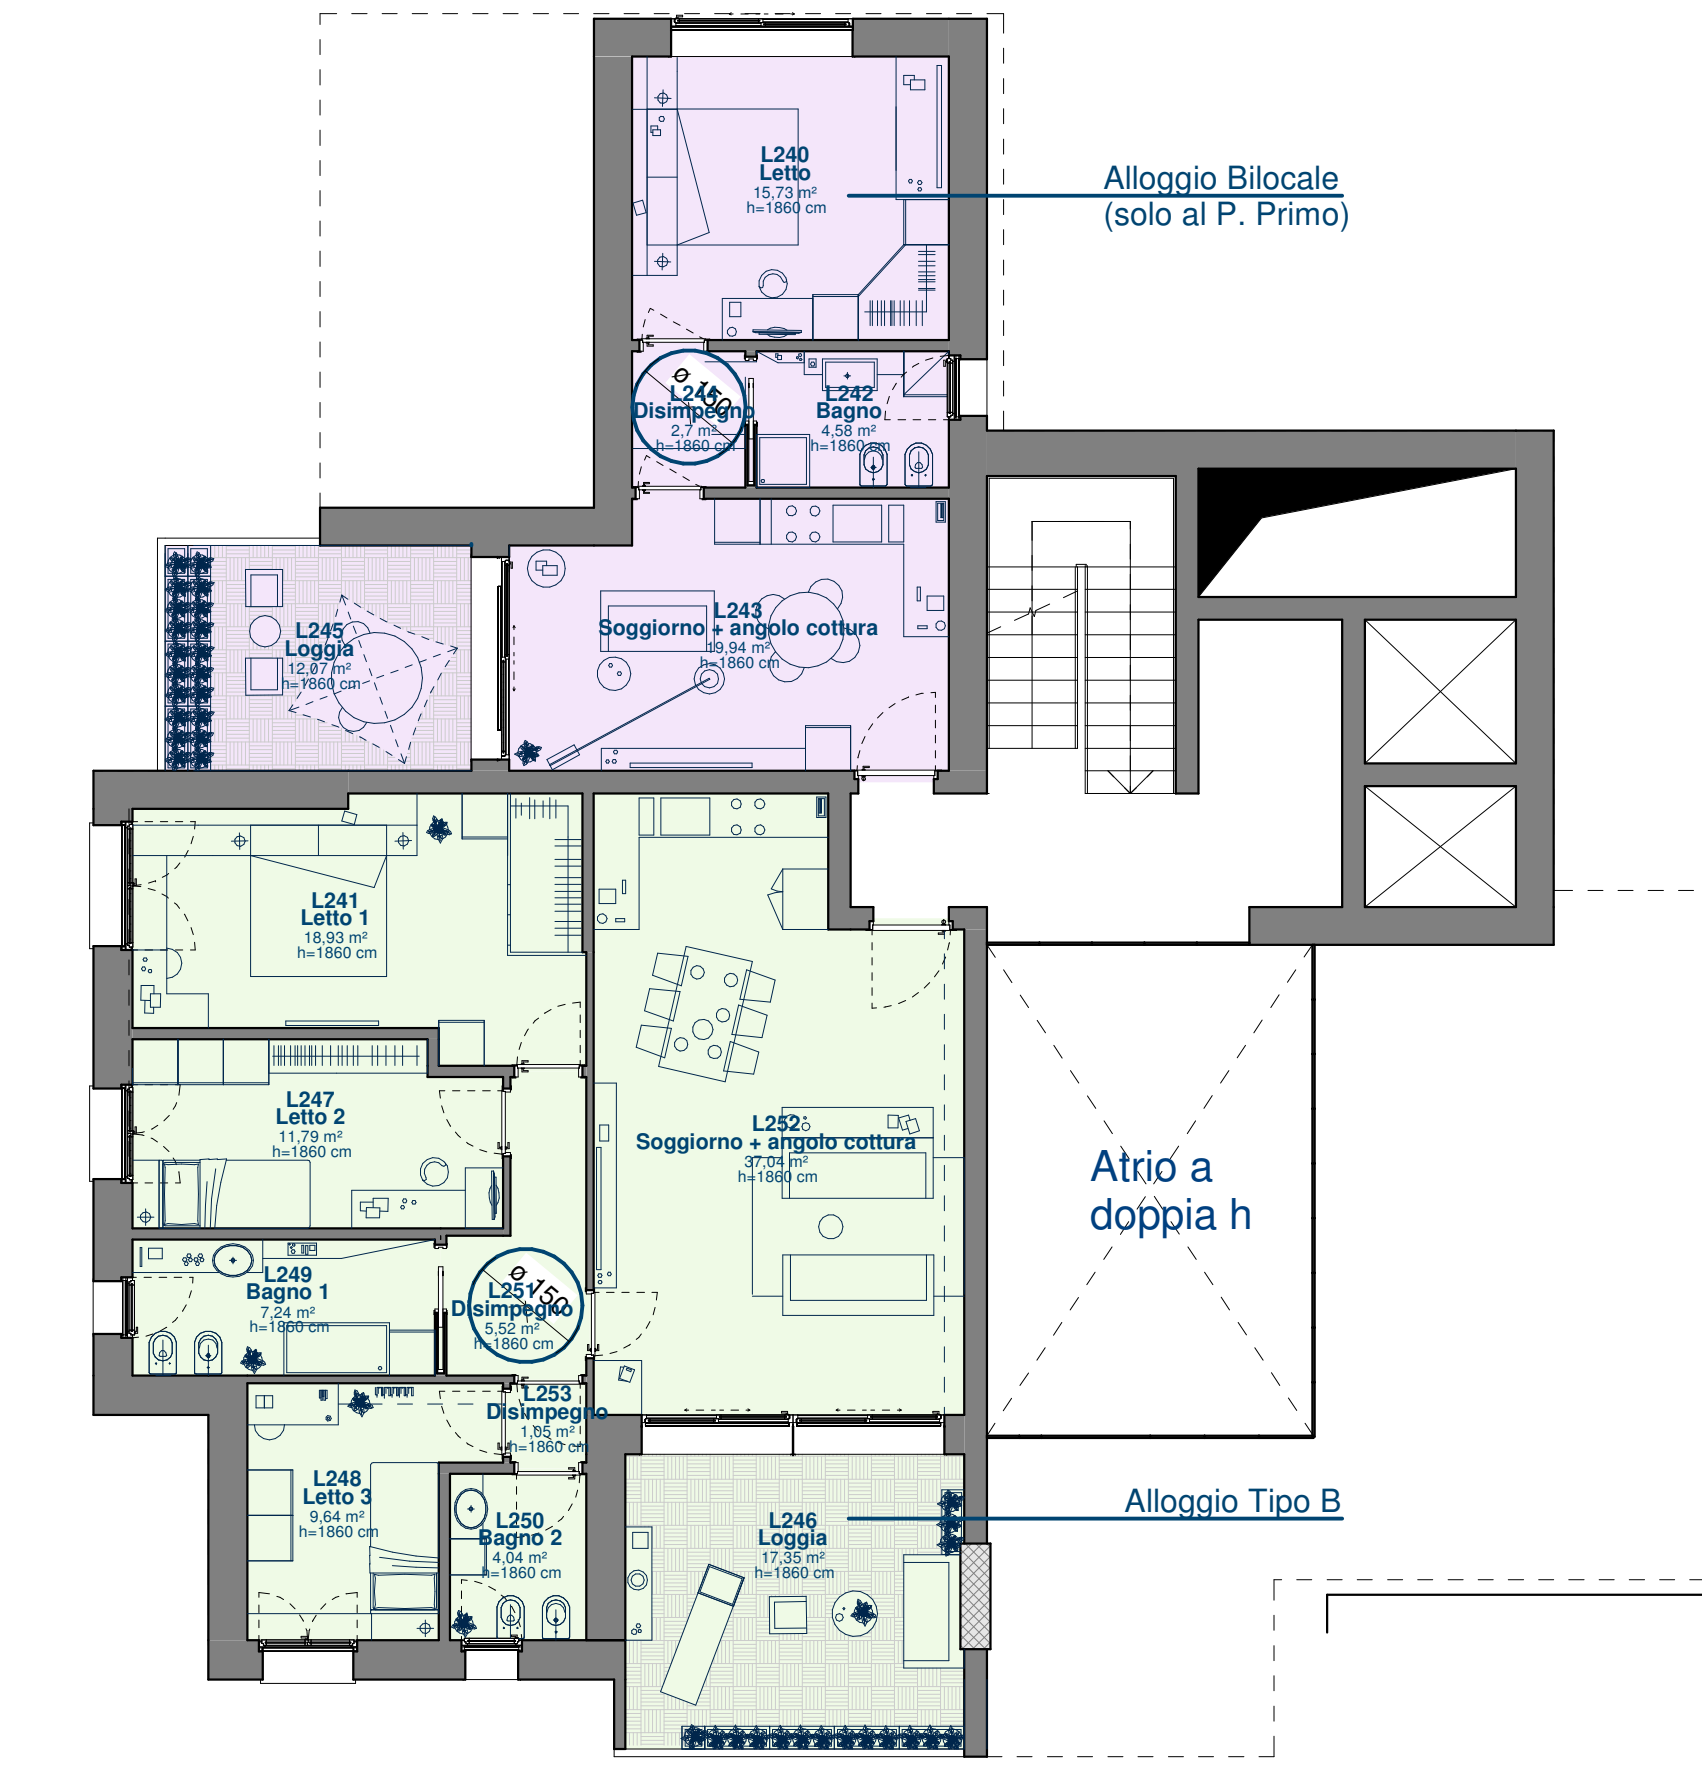 L240
Letto
15,73 m²
h=1860 cm
Alloggio Bilocale
(solo al P. Primo)
ø 150
L244
Disimpegno
2,7 m²
h=1860 cm
L242
Bagno
4,58 m²
h=1860 cm
L243
Soggiorno + angolo cottura
19,94 m²
h=1860 cm
L245
Loggia
12,07 m²
h=1860 cm
L241
Letto 1
18,93 m²
h=1860 cm
L247
Letto 2
11,79 m²
h=1860 cm
L252
Soggiorno + angolo cottura
37,04 m²
h=1860 cm
Atrio a
doppia h
L249
Bagno 1
7,24 m²
h=1860 cm
ø 150
L251
Disimpegno
5,52 m²
h=1860 cm
L253
Disimpegno
1,05 m²
h=1860 cm
L248
Letto 3
9,64 m²
h=1860 cm
L250
Bagno 2
4,04 m²
h=1860 cm
L246
Loggia
17,35 m²
h=1860 cm
Alloggio Tipo B